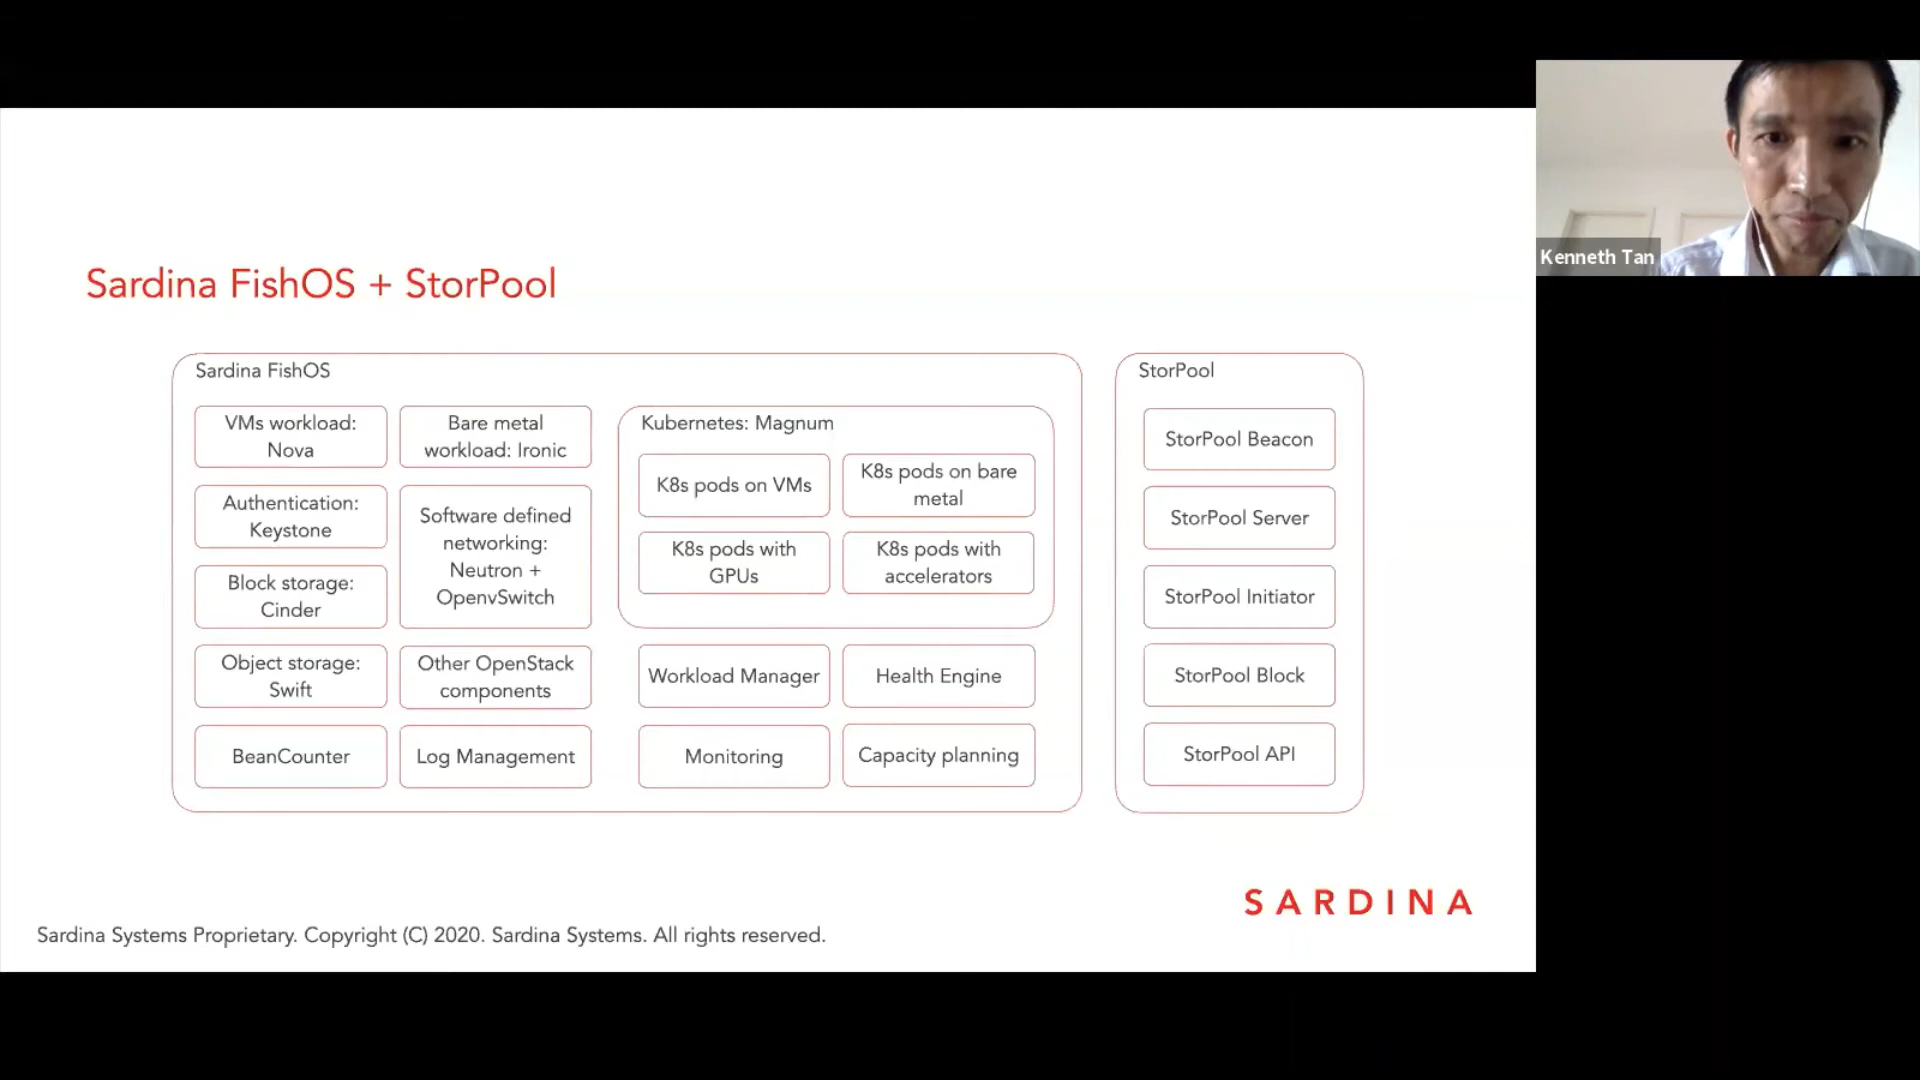 Kenneth Tan
Sardina FishOS + StorPool
Sardina FishOS
VMs workload:
Nova
Bare metal
workload: Ironic
Authentication:
Keystone
Software defined
networking:
Neutron +
OpenvSwitch
Block storage:
Cinder
Object storage:
Swift
Other OpenStack
components
BeanCounter
Log Management
Kubernetes: Magnum
K8s pods on VMs
K8s pods on bare
metal
K8s pods with
GPUs
K8s pods with
accelerators
Workload Manager
Health Engine
Monitoring
Capacity planning
StorPool
StorPool Beacon
StorPool Server
StorPool Initiator
StorPool Block
StorPool API
SARDINA
Sardina Systems Proprietary. Copyright (C) 2020. Sardina Systems. All rights reserved.